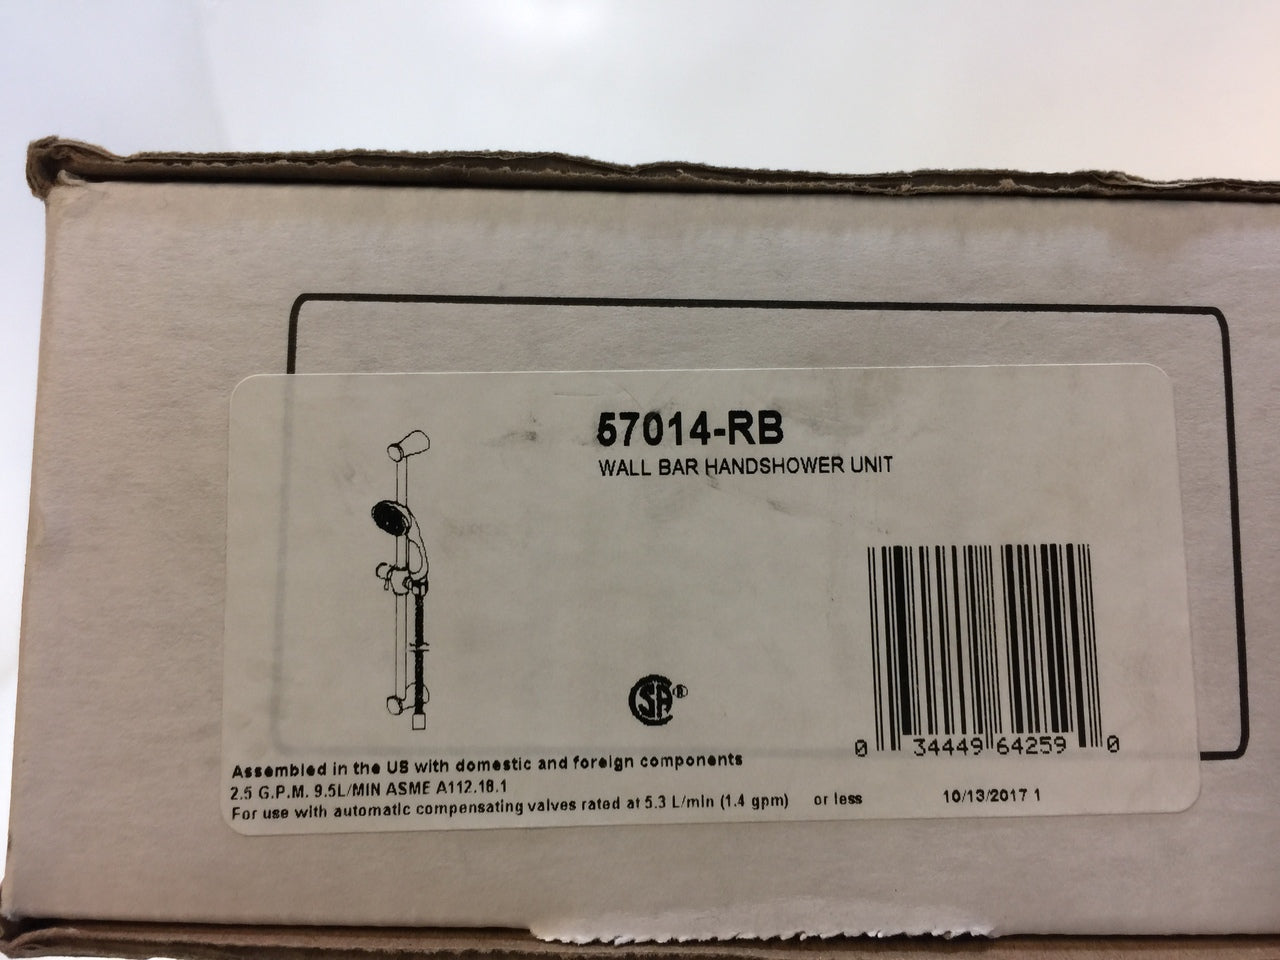 57014-RB
WALL BAR HANDSHOWER UNIT
SA®
0 34449 64259 0
Assembled in the US with domestic and foreign components
2.5 G.P.M. 9.5L/MIN ASME A112.18.1
For use with automatic compensating valves rated at 5.3 L/min (1.4 gpm) or less
10/13/2017 1